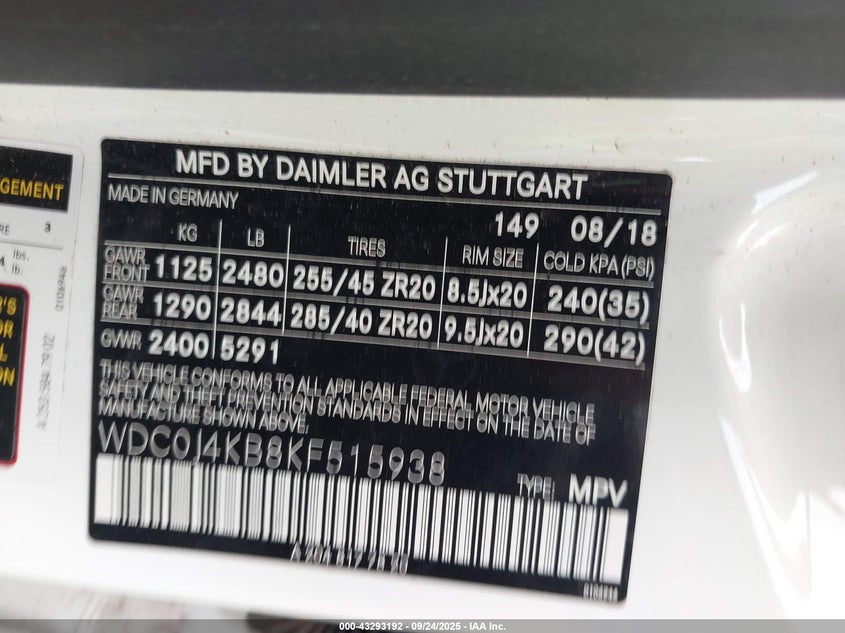 GEMENT
3
lbs.
lb.
MFD BY DAIMLER AG STUTTGART
MADE IN GERMANY
149 08/18
KG LB TIRES RIM SIZE COLD KPA (PSI)
GAWR FRONT 1125 2480 255/45 ZR20 8.5Jx20 240(35)
GAWR REAR 1290 2844 285/40 ZR20 9.5Jx20 290(42)
GVWR 2400 5291
THIS VEHICLE CONFORMS TO ALL APPLICABLE FEDERAL MOTOR VEHICLE
SAFETY AND THEFT PREVENTION STANDARDS IN EFFECT ON THE DATE OF
MANUFACTURE SHOWN ABOVE.
WDC0J4KB8KF515938
TYPE: MPV
000-43293192 - 09/24/2025 - IAA Inc.